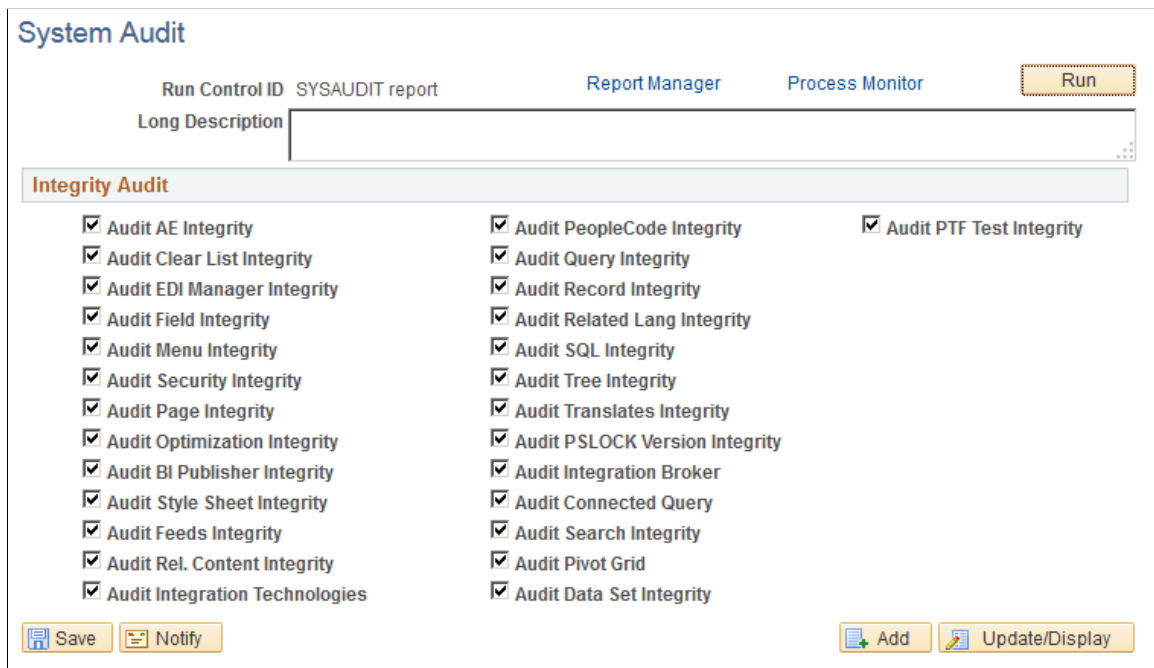 System Audit
Run Control ID SYSAUDIT report Report Manager Process Monitor Run
Long Description
Integrity Audit
Audit AE Integrity Audit PeopleCode Integrity Audit PTF Test Integrity
Audit Clear List Integrity Audit Query Integrity
Audit EDI Manager Integrity Audit Record Integrity
Audit Field Integrity Audit Related Lang Integrity
Audit Menu Integrity Audit SQL Integrity
Audit Security Integrity Audit Tree Integrity
Audit Page Integrity Audit Translates Integrity
Audit Optimization Integrity Audit PSLOCK Version Integrity
Audit BI Publisher Integrity Audit Integration Broker
Audit Style Sheet Integrity Audit Connected Query
Audit Feeds Integrity Audit Search Integrity
Audit Rel. Content Integrity Audit Pivot Grid
Audit Integration Technologies Audit Data Set Integrity
Save Notify Add Update/Display